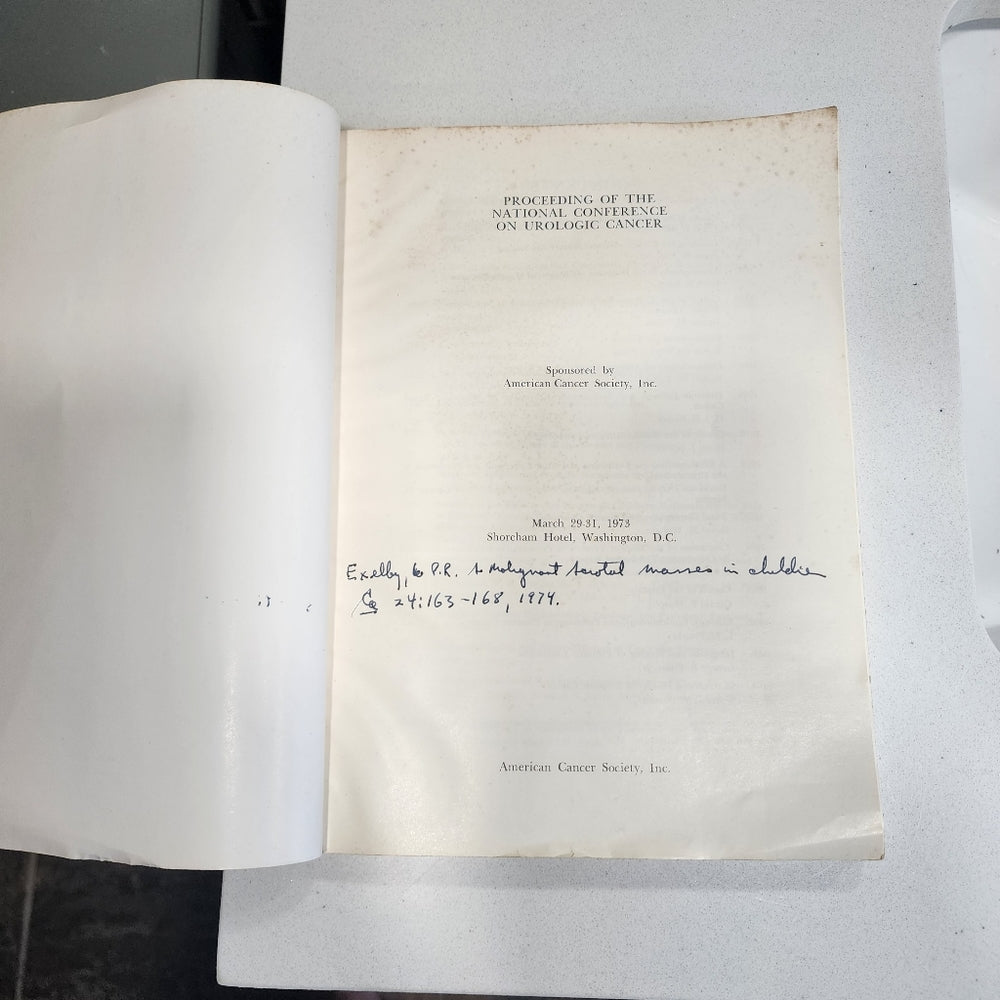 PROCEEDING OF THE
NATIONAL CONFERENCE
ON UROLOGIC CANCER
Sponsored by
American Cancer Society, Inc.
March 29-31, 1973
Shoreham Hotel, Washington, D.C.
Exelby, P.R. Malignant scrotal masses in children
Ca 24:163-168, 1974.
American Cancer Society, Inc.